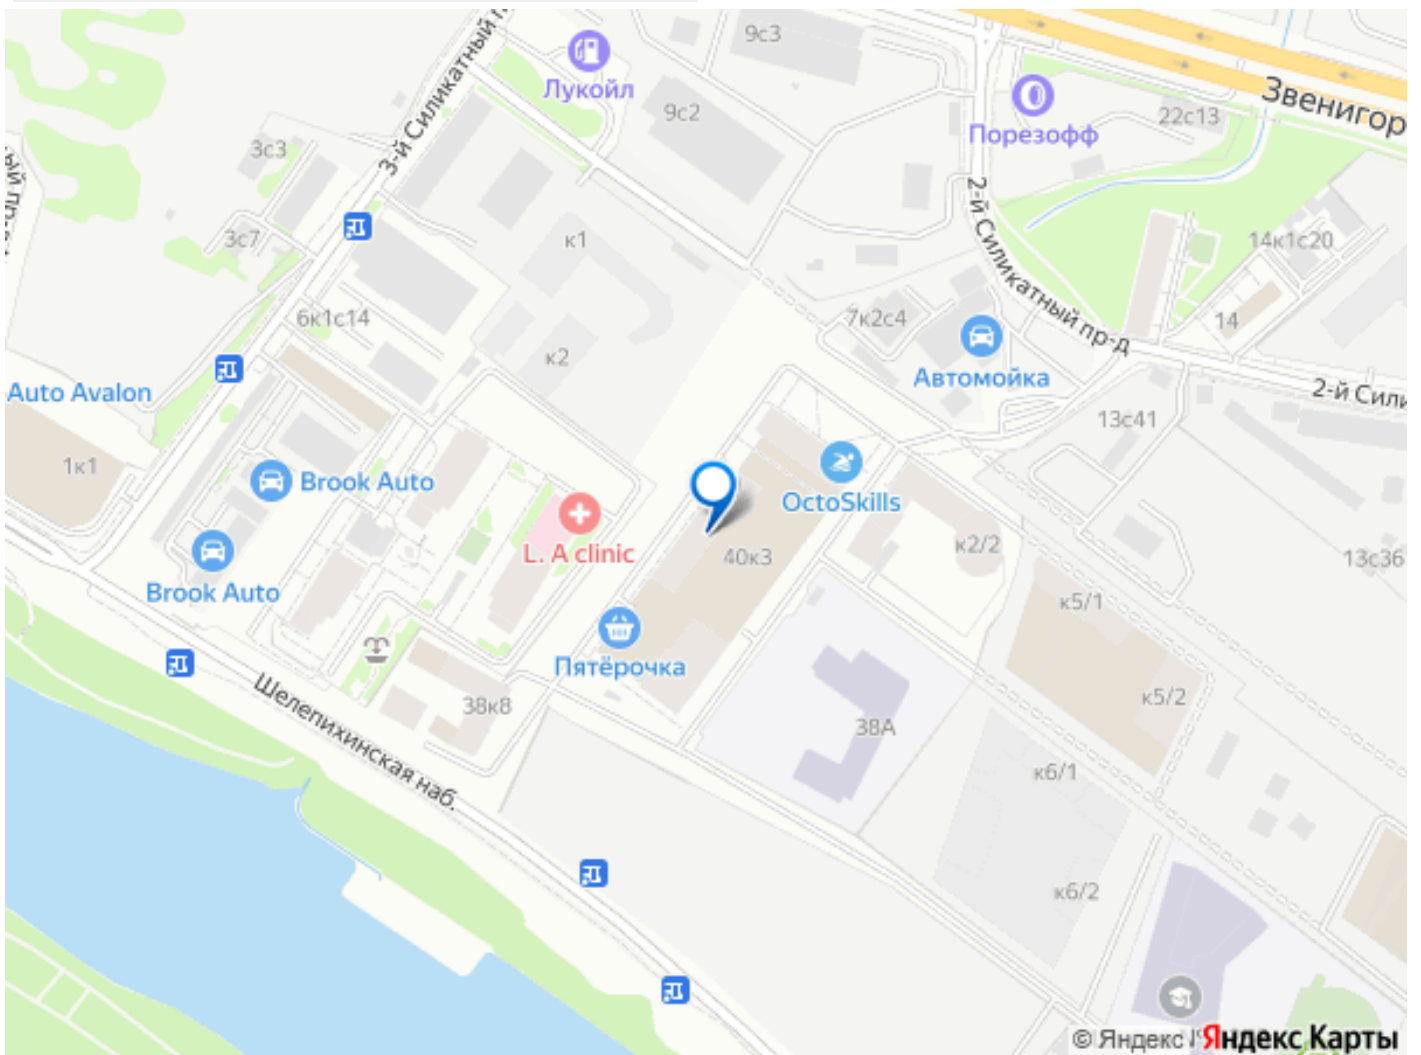 9с3
Лукойл
3-й Силикатный п
9с2
Порезофф
22с13
Звенигор
3с3
2-й Силикатный пр-д
3с7
к1
14к1с20
6к1с14
7к2с4
14
к2
Автомойка
2-й Сили
Auto Avalon
13с41
1к1
Brook Auto
OctoSkills
L. A clinic
40к3
к2/2
13с36
Brook Auto
к5/1
Пятёрочка
Шелепихинская наб.
38к8
к5/2
38А
к6/1
к6/2
© Яндекс
Яндекс Карты